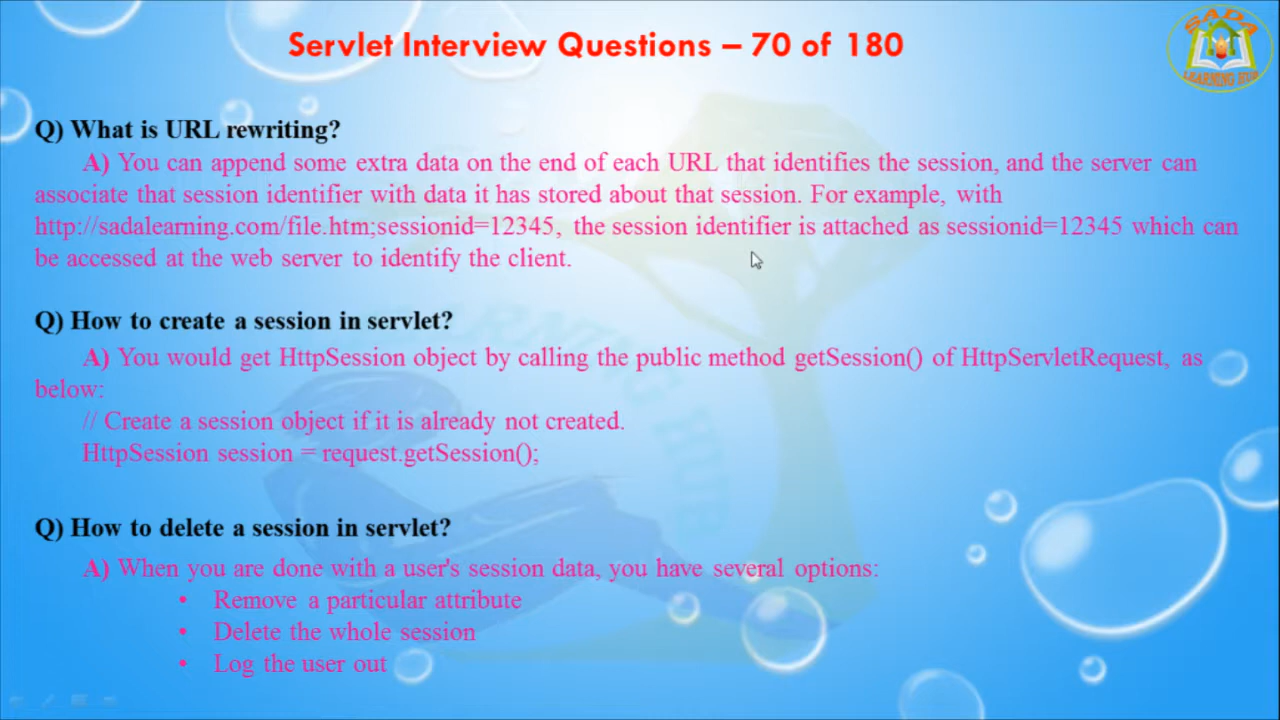 Servlet Interview Questions – 70 of 180
SADA
LEARNING HUB
Q) What is URL rewriting?
A) You can append some extra data on the end of each URL that identifies the session, and the server can
associate that session identifier with data it has stored about that session. For example, with
http://sadalearning.com/file.htm;sessionid=12345, the session identifier is attached as sessionid=12345 which can
be accessed at the web server to identify the client.
Q) How to create a session in servlet?
A) You would get HttpSession object by calling the public method getSession() of HttpServletRequest, as
below:
// Create a session object if it is already not created.
HttpSession session = request.getSession();
Q) How to delete a session in servlet?
A) When you are done with a user's session data, you have several options:
• Remove a particular attribute
• Delete the whole session
• Log the user out